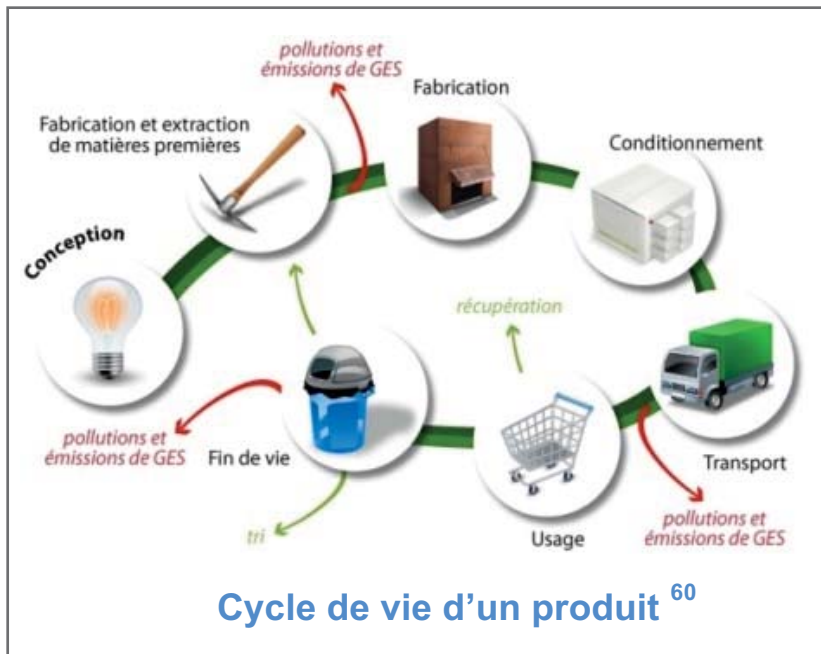 pollutions et
émissions de GES
Fabrication
Fabrication et extraction
de matières premières
Conditionnement
Conception
récupération
pollutions et
émissions de GES
Fin de vie
Transport
tri
Usage
pollutions et
émissions de GES
Cycle de vie d'un produit 60